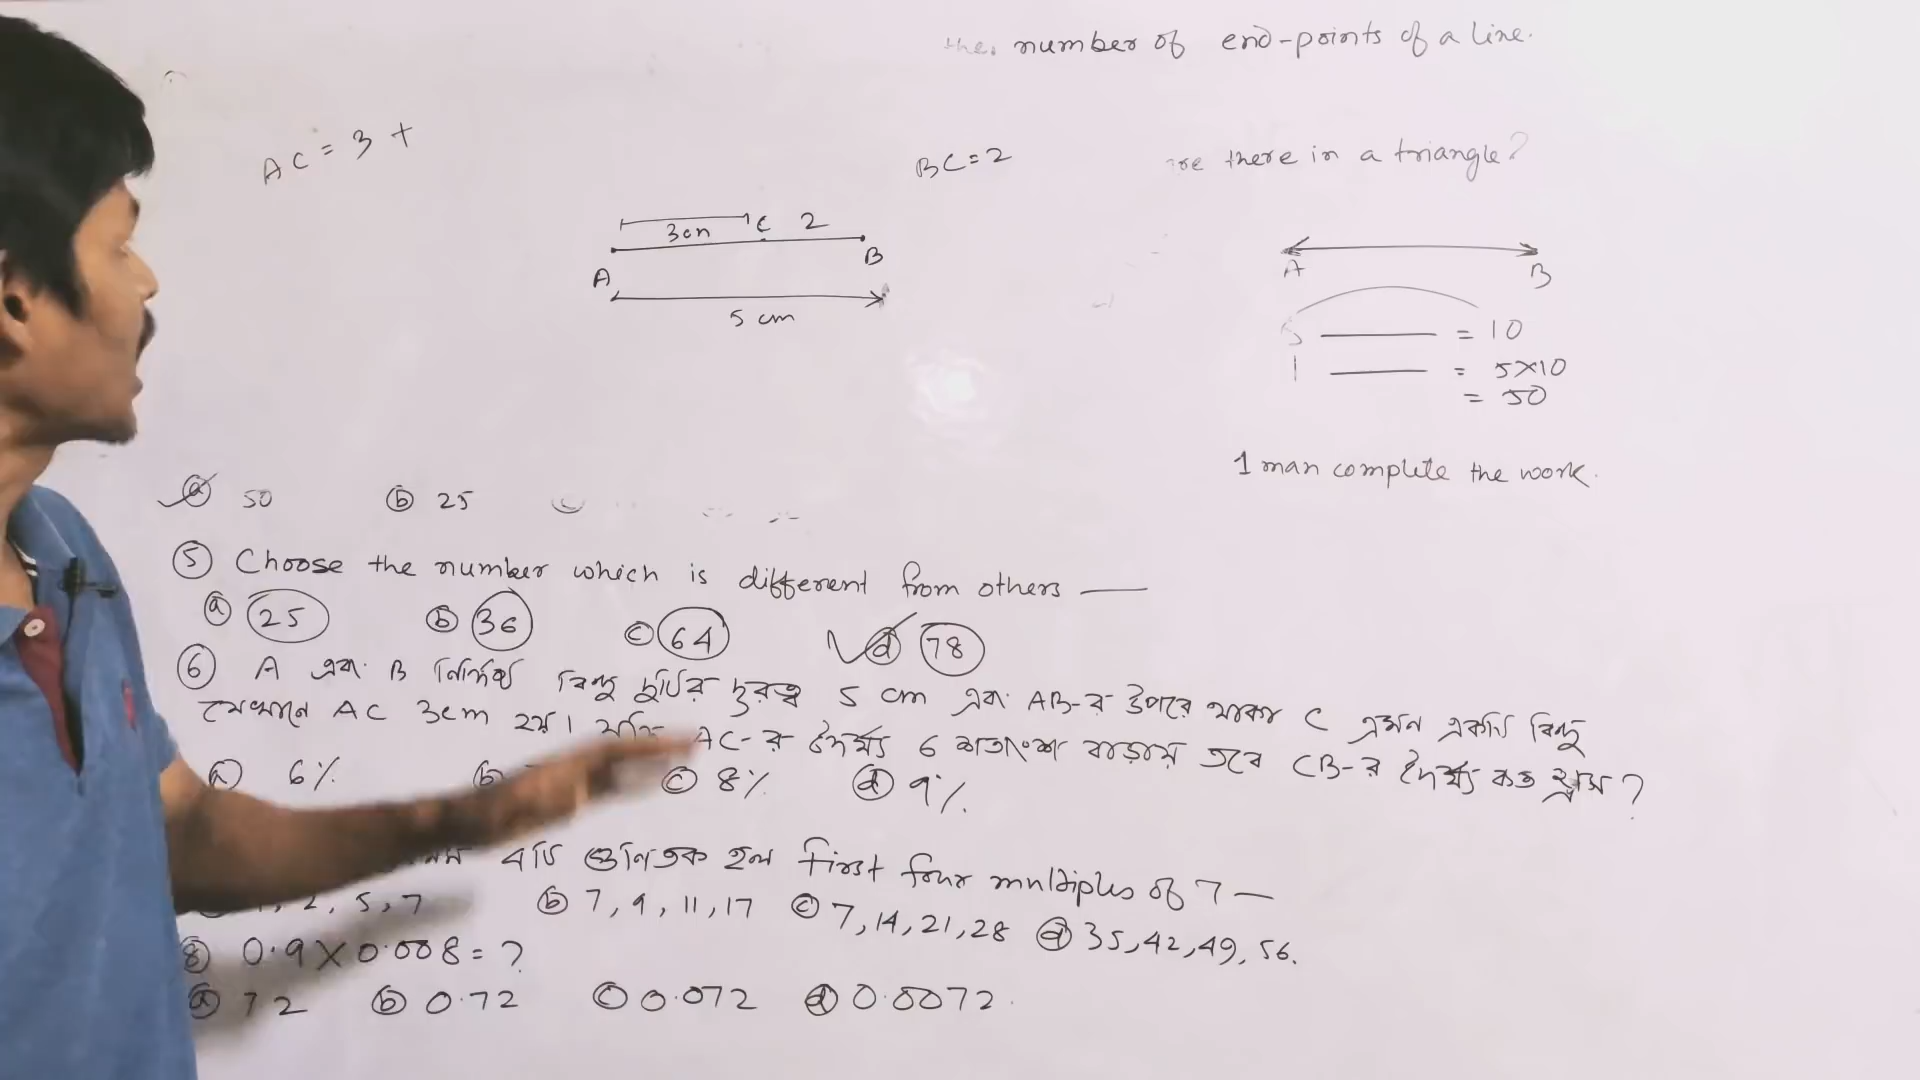 the number of end-points of a line.
AC = 3 +
BC=2
there in a triangle?
3cm C 2
A B
5 cm
A B
5 = 10
1 = 5×10
= 50
1 man complete the work.
ⓐ 50 ⓑ 25
⑤ Choose the number which is different from others —
ⓐ 25 ⓑ 36 ⓒ 64 ⓓ 78
⑥ A এবং B নির্দিষ্ট বিন্দু দুটির দূরত্ব 5 cm এবং AB-র উপরে থাকা C এমন একটি বিন্দু
যেখানে AC 3cm হয়। যদি AC-র দৈর্ঘ্য 6 শতাংশ বাড়ায় তবে CB-র দৈর্ঘ্য কত হ্রাস?
ⓐ 6% ⓑ ⓒ 8% ⓓ 9%
4টি গুনিতক হল first four multiples of 7 —
2, 5, 7 ⓑ 7, 9, 11, 17 ⓒ 7, 14, 21, 28 ⓓ 35, 42, 49, 56.
⑧ 0.9 X 0.008 = ?
ⓐ 72 ⓑ 0.72 ⓒ 0.072 ⓓ 0.0072.